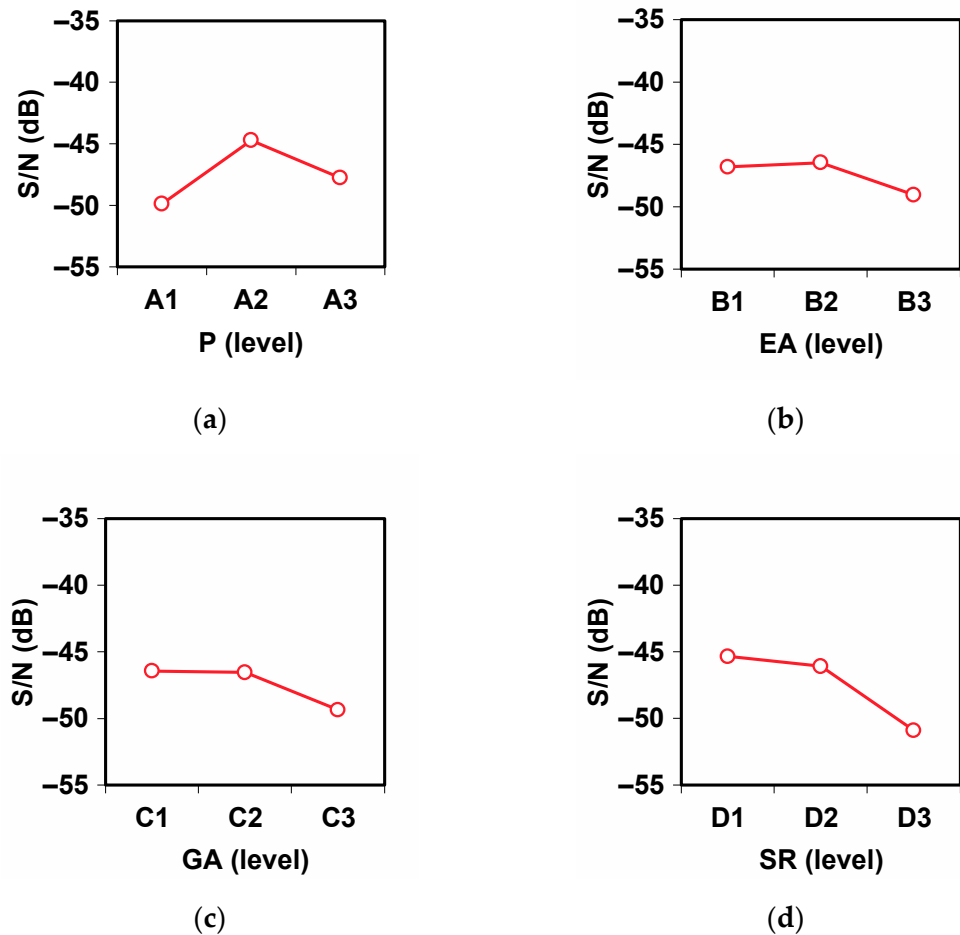 −35
−40
−45
−50
−55
S/N (dB)
A1 A2 A3
P (level)
(a)
−35
−40
−45
−50
−55
S/N (dB)
B1 B2 B3
EA (level)
(b)
−35
−40
−45
−50
−55
S/N (dB)
C1 C2 C3
GA (level)
(c)
−35
−40
−45
−50
−55
S/N (dB)
D1 D2 D3
SR (level)
(d)